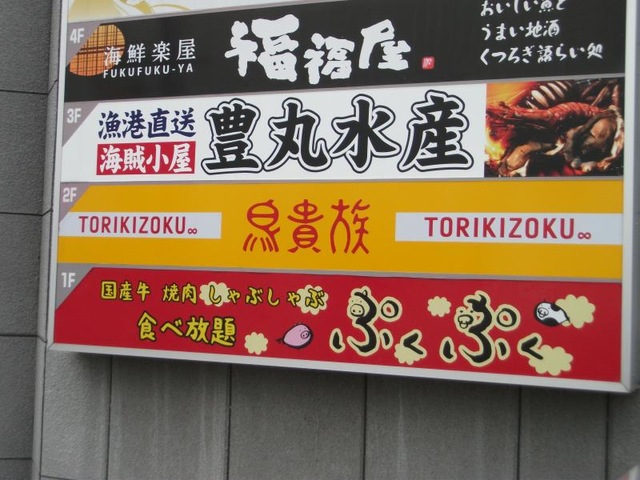 4F
海鮮楽屋
FUKUFUKU-YA
福福屋
おいしい魚と
うまい地酒
くつろぎ語らい処
3F
漁港直送
海賊小屋
豊丸水産
2F
TORIKIZOKU∞
鳥貴族
TORIKIZOKU∞
1F
国産牛 焼肉 しゃぶしゃぶ
食べ放題
ぷくぷく